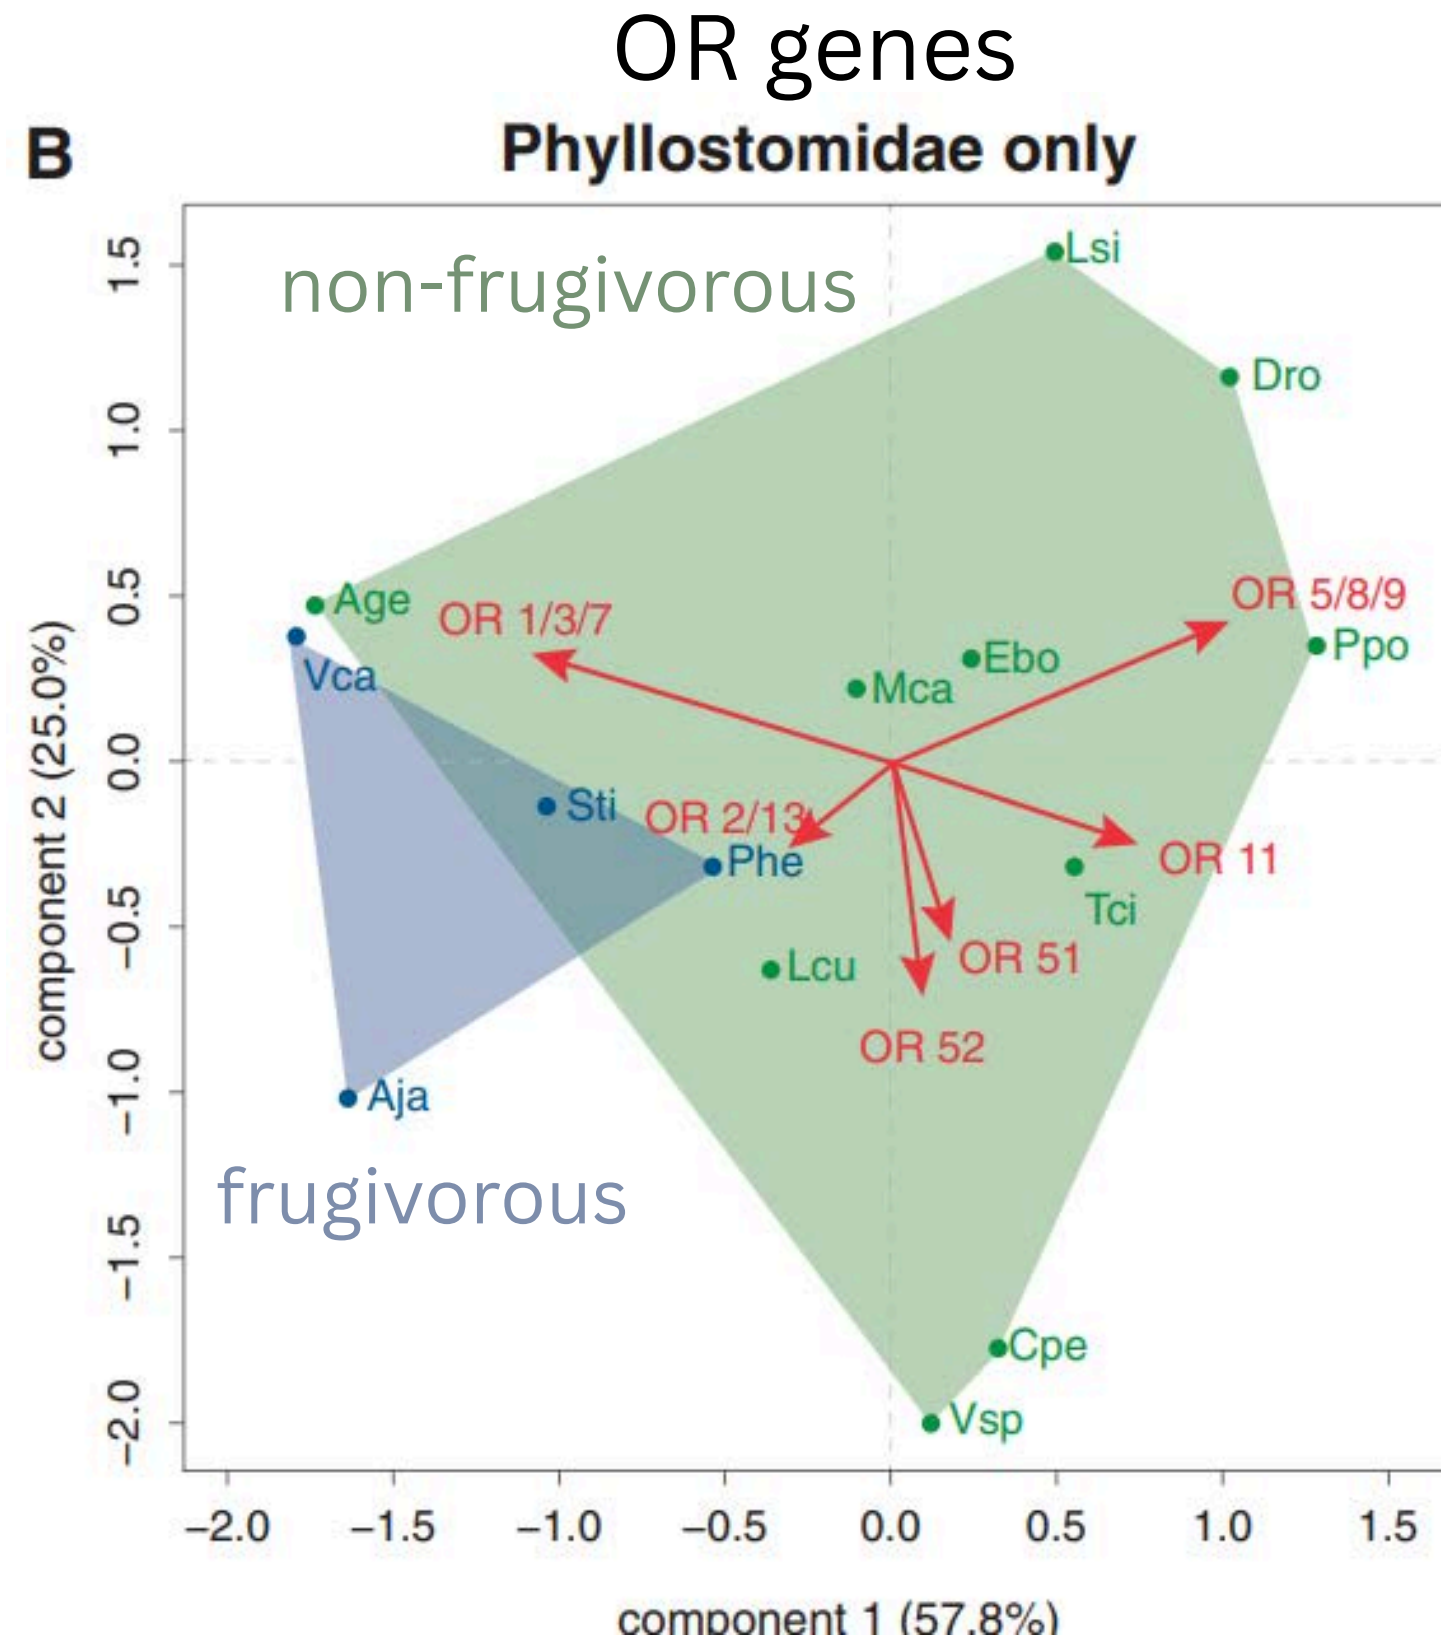 OR genes
B
Phyllostomidae only
non-frugivorous
frugivorous
Lsi
Dro
Age
OR 1/3/7
OR 5/8/9
Vca
Mca
Ebo
Ppo
Sti
OR 2/13
Phe
OR 11
Tci
Lcu
OR 51
OR 52
Aja
Cpe
Vsp
component 2 (25.0%)
1.5
1.0
0.5
0.0
−0.5
−1.0
−1.5
−2.0
−2.0 −1.5 −1.0 −0.5 0.0 0.5 1.0 1.5
component 1 (57.8%)